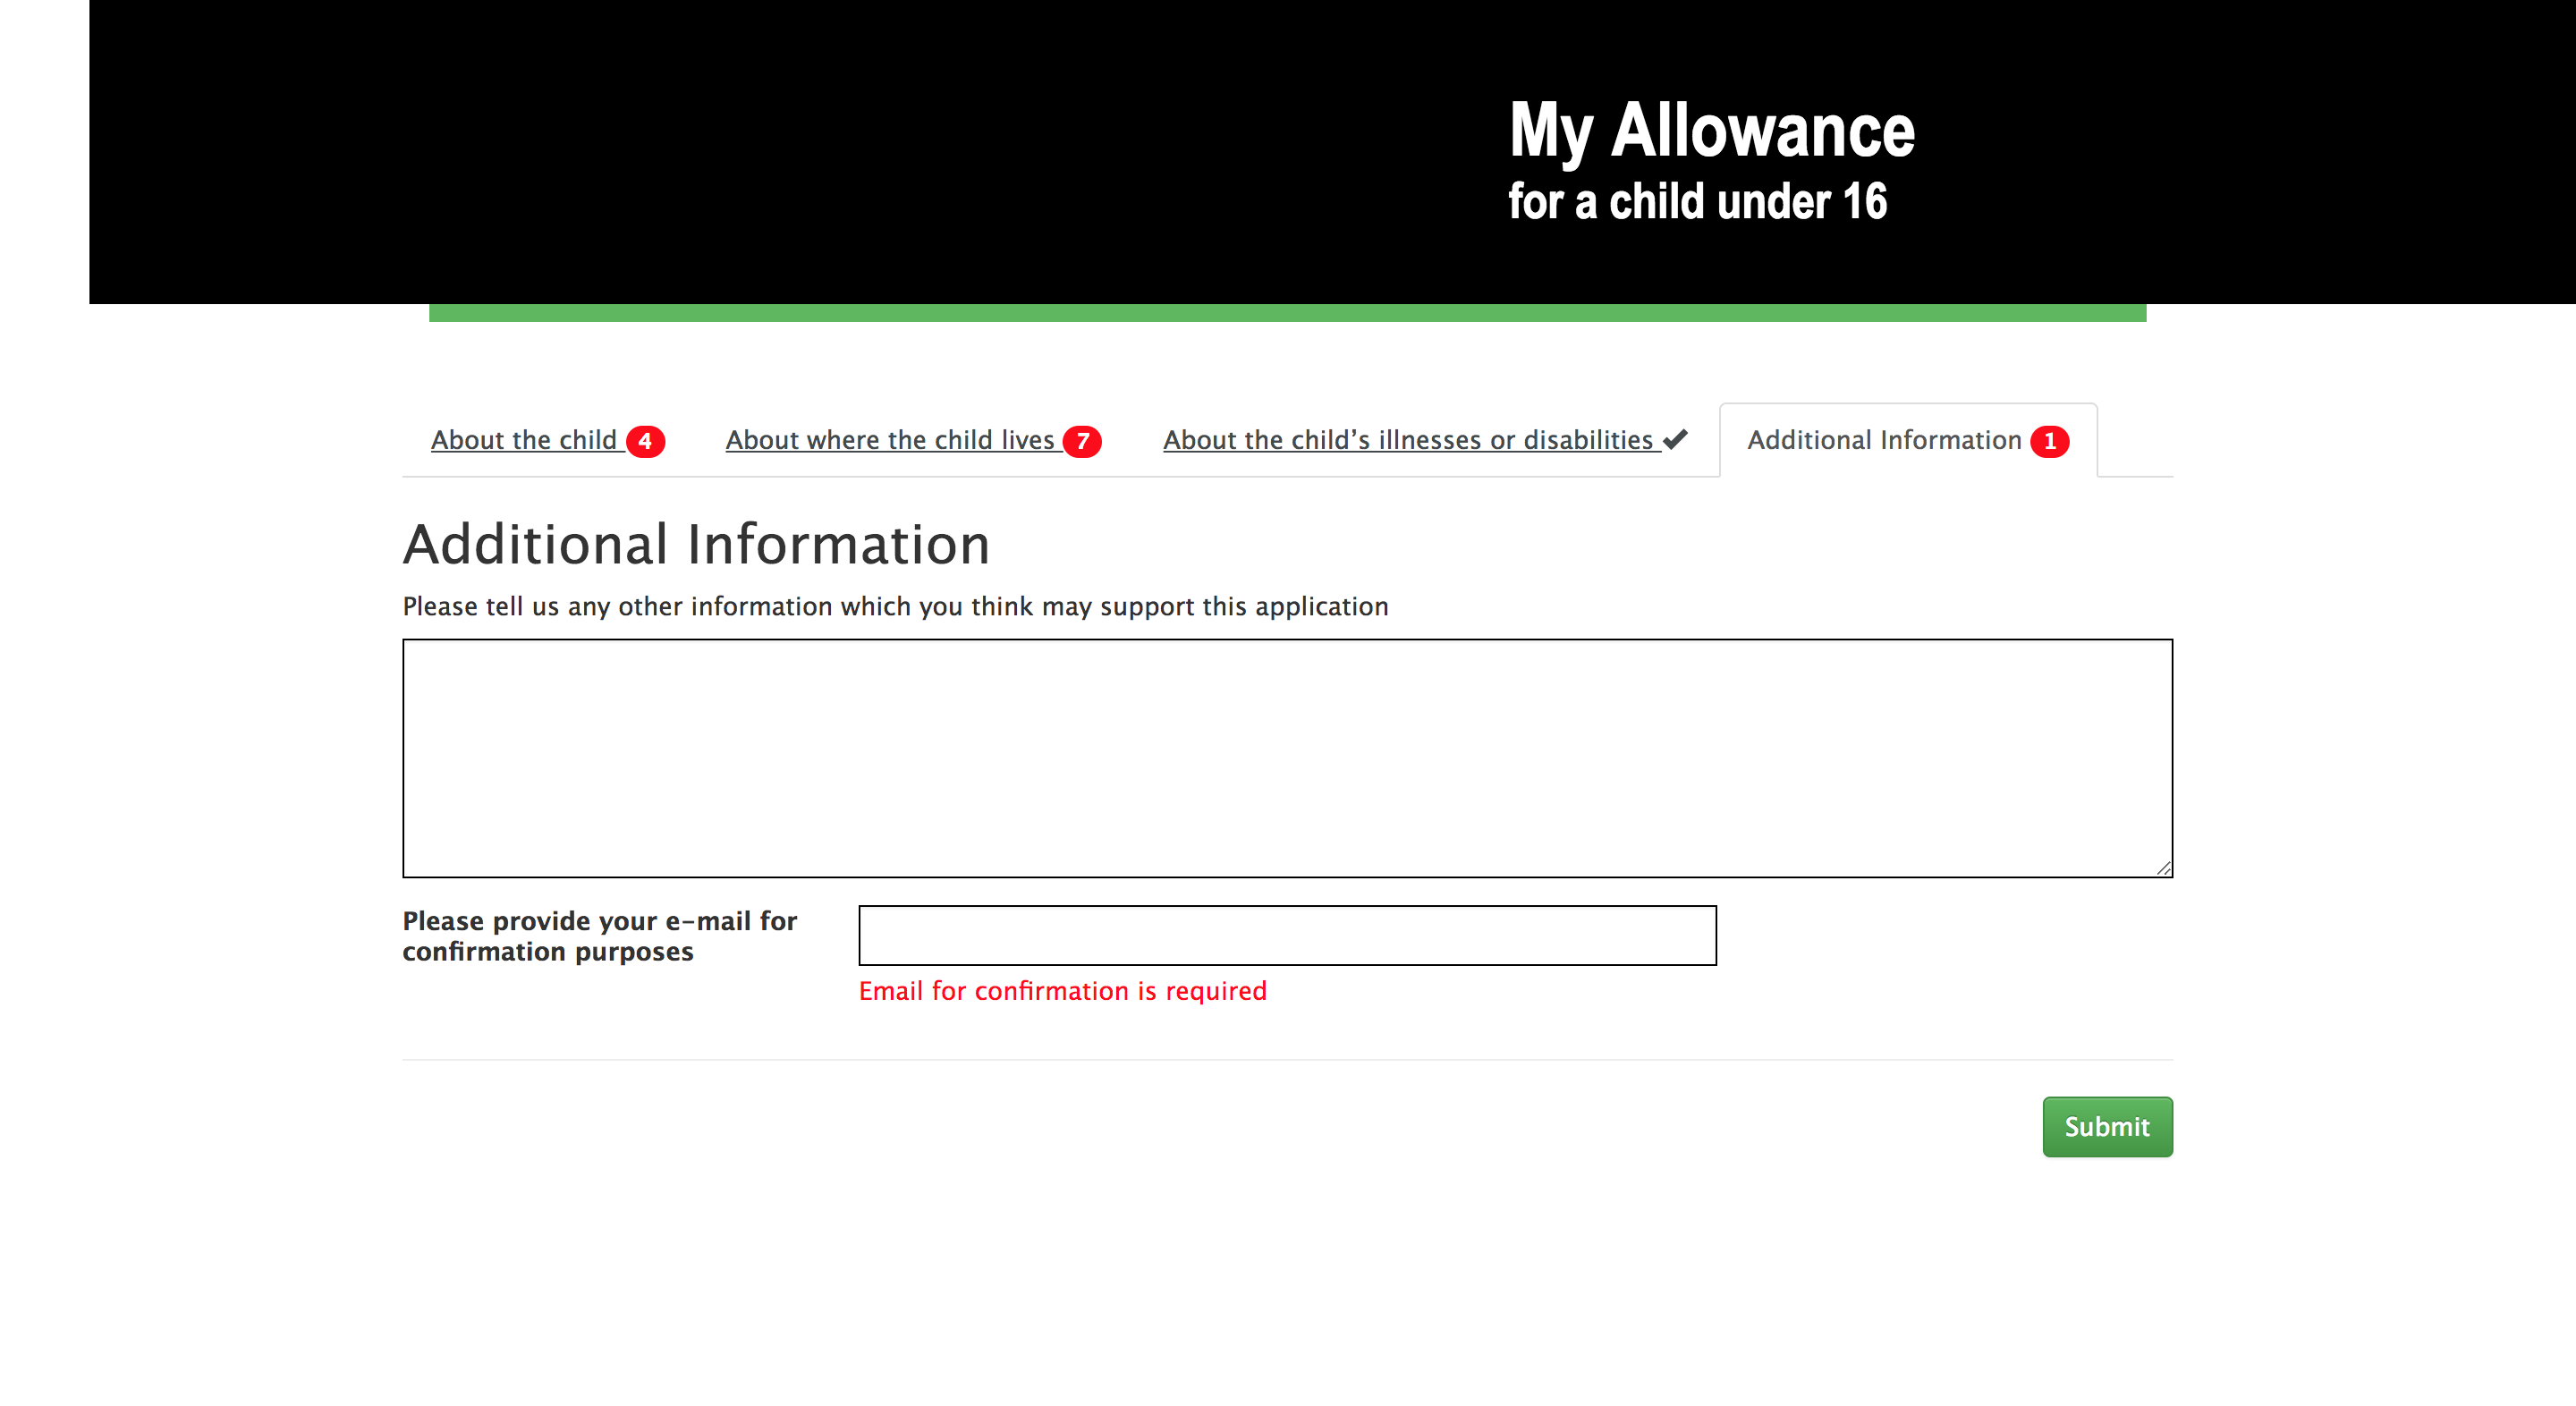 My Allowance
for a child under 16
About the child 4 About where the child lives 7 About the child’s illnesses or disabilities Additional Information 1
Additional Information
Please tell us any other information which you think may support this application
Please provide your e-mail for
confirmation purposes
Email for confirmation is required
Submit